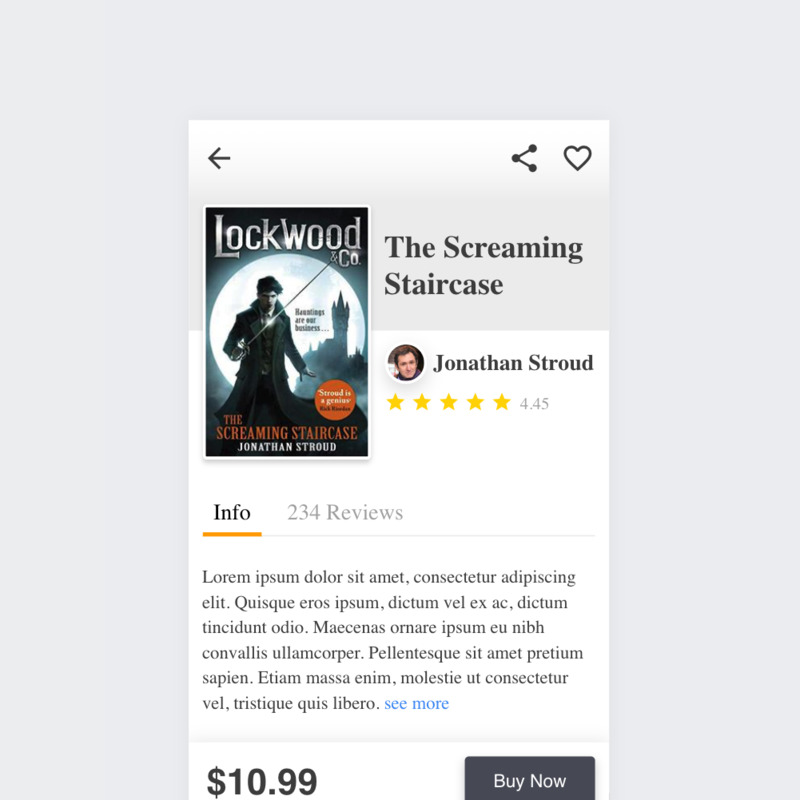 Lockwood
& Co.
Hauntings
are our
business...
'Stroud is
a genius'
Rick Riordan
THE
SCREAMING STAIRCASE
JONATHAN STROUD
The Screaming
Staircase
Jonathan Stroud
4.45
Info
234 Reviews
Lorem ipsum dolor sit amet, consectetur adipiscing
elit. Quisque eros ipsum, dictum vel ex ac, dictum
tincidunt odio. Maecenas ornare ipsum eu nibh
convallis ullamcorper. Pellentesque sit amet pretium
sapien. Etiam massa enim, molestie ut consectetur
vel, tristique quis libero. see more
$10.99
Buy Now